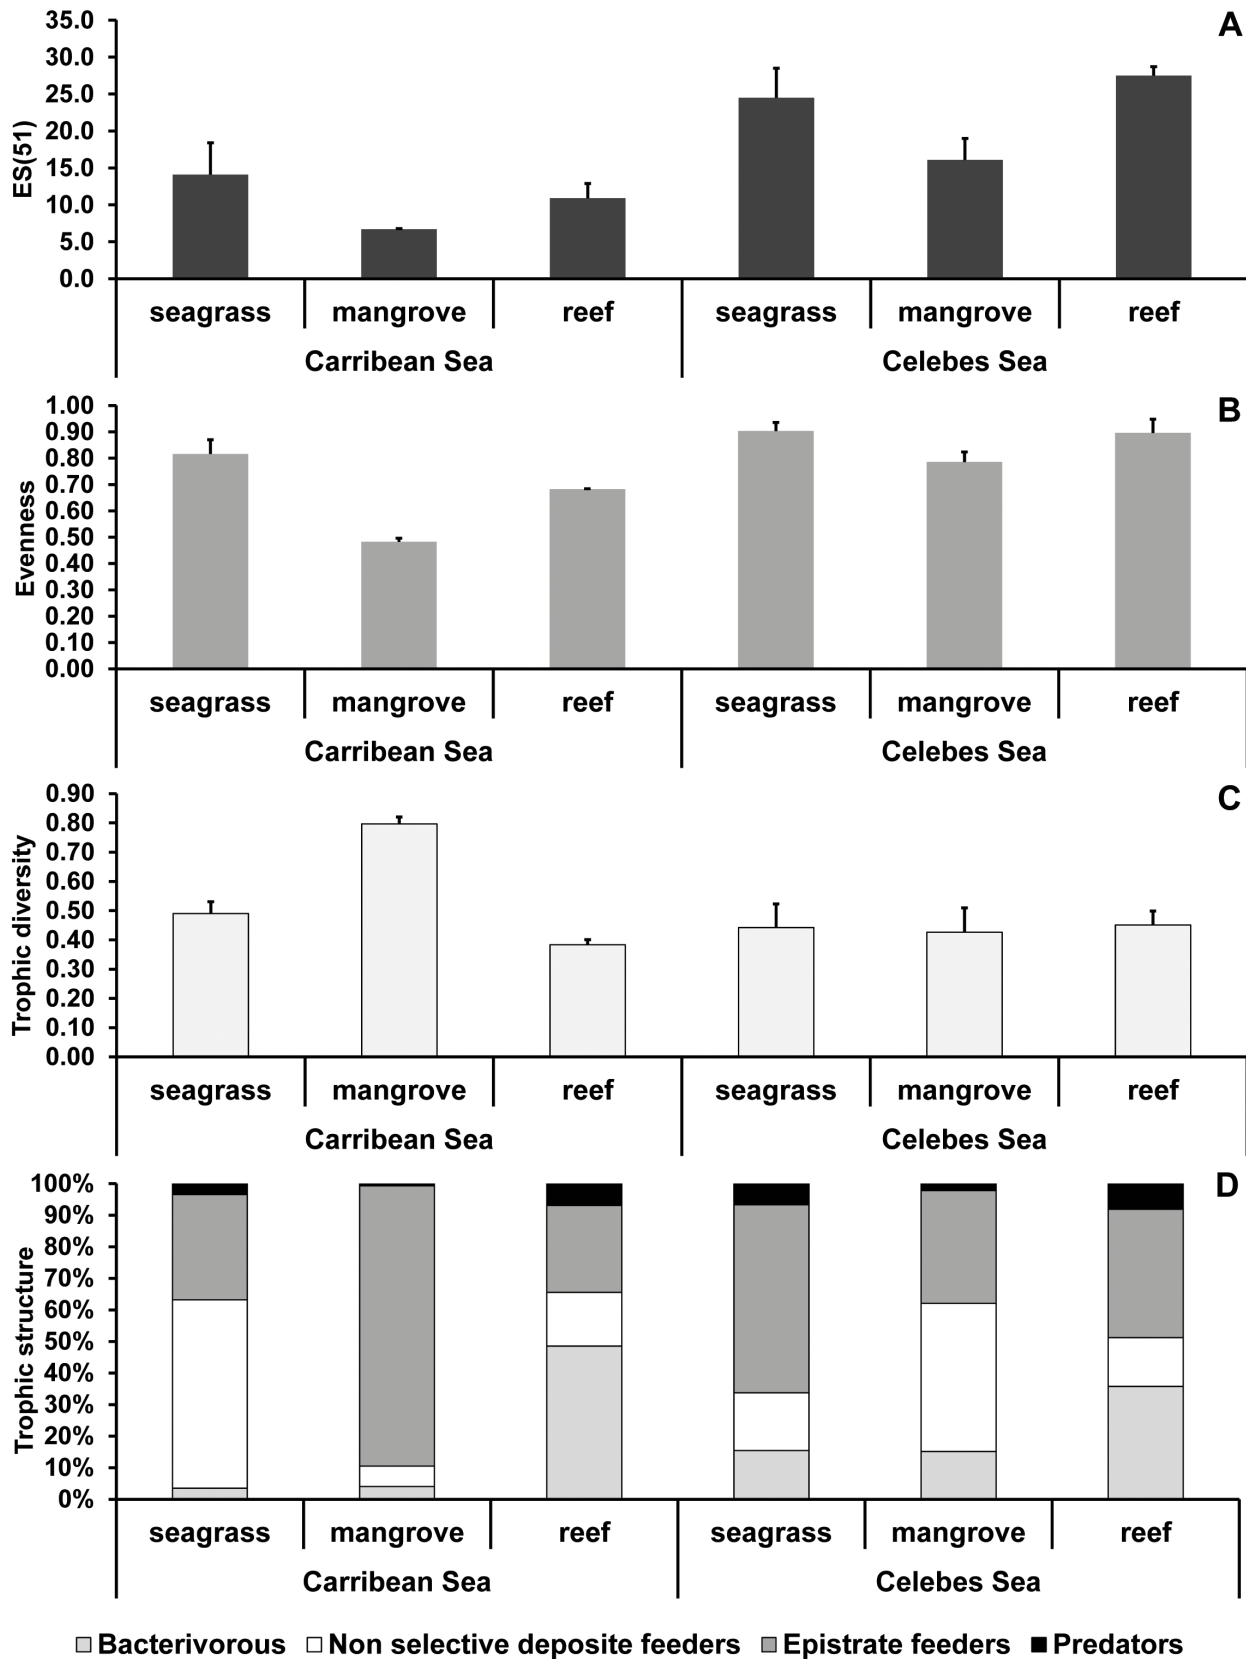 A
35.0
30.0
25.0
20.0
15.0
10.0
5.0
0.0
ES(51)
seagrass mangrove reef seagrass mangrove reef
Carribean Sea Celebes Sea
B
1.00
0.90
0.80
0.70
0.60
0.50
0.40
0.30
0.20
0.10
0.00
Evenness
seagrass mangrove reef seagrass mangrove reef
Carribean Sea Celebes Sea
C
0.90
0.80
0.70
0.60
0.50
0.40
0.30
0.20
0.10
0.00
Trophic diversity
seagrass mangrove reef seagrass mangrove reef
Carribean Sea Celebes Sea
D
100%
90%
80%
70%
60%
50%
40%
30%
20%
10%
0%
Trophic structure
seagrass mangrove reef seagrass mangrove reef
Carribean Sea Celebes Sea
Bacterivorous Non selective deposite feeders Epistrate feeders Predators